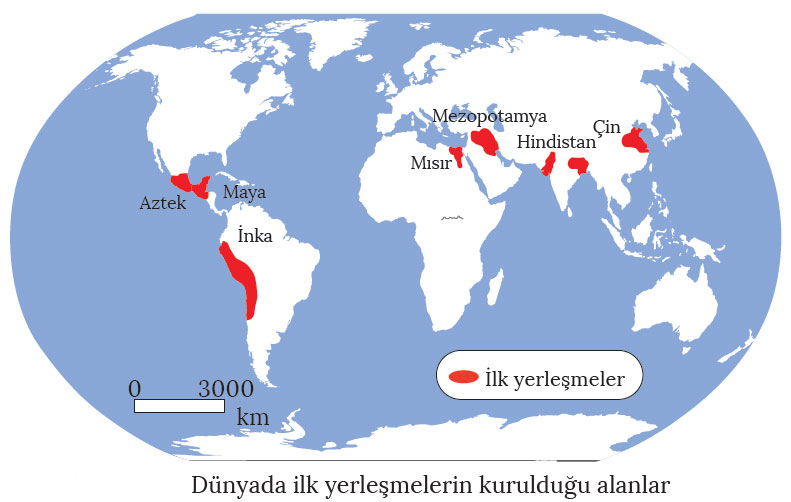 Mezopotamya
Çin
Hindistan
Mısır
Aztek
Maya
İnka
0 3000
km
İlk yerleşmeler
Dünyada ilk yerleşmelerin kurulduğu alanlar